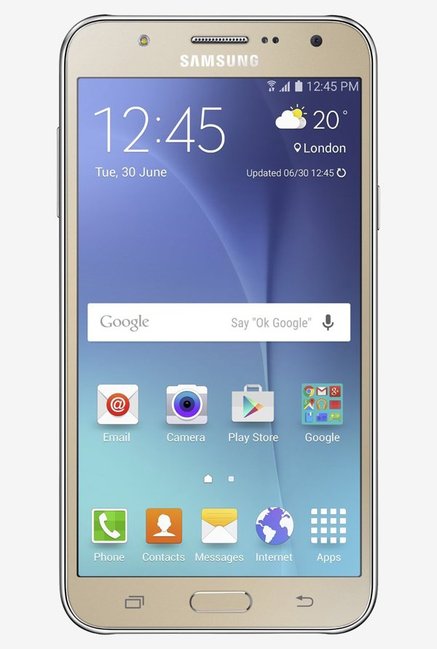 SAMSUNG
12:45 PM
12:45
20°
London
Tue, 30 June
Updated 06/30 12:45
Google
Say "Ok Google"
Email
Camera
Play Store
Google
Phone
Contacts
Messages
Internet
Apps